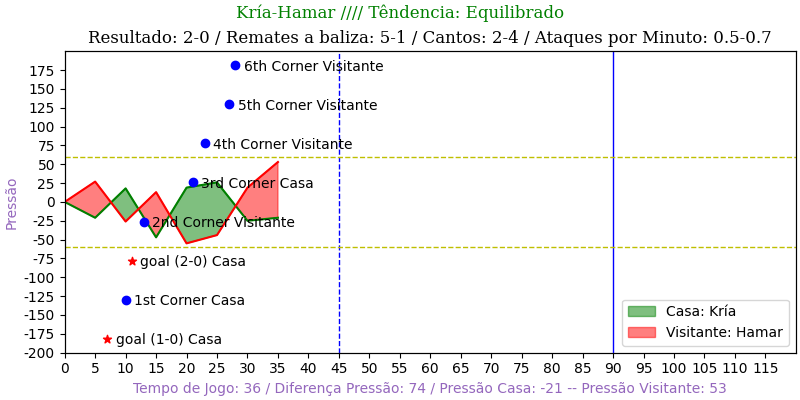 Kría-Hamar //// Têndencia: Equilibrado
Resultado: 2-0 / Remates a baliza: 5-1 / Cantos: 2-4 / Ataques por Minuto: 0.5-0.7
175
150
125
100
75
50
25
0
-25
-50
-75
-100
-125
-150
-175
-200
Pressão
6th Corner Visitante
5th Corner Visitante
4th Corner Visitante
3rd Corner Casa
2nd Corner Visitante
goal (2-0) Casa
1st Corner Casa
goal (1-0) Casa
Casa: Kría
Visitante: Hamar
0 5 10 15 20 25 30 35 40 45 50 55 60 65 70 75 80 85 90 95 100 105 110 115
Tempo de Jogo: 36 / Diferença Pressão: 74 / Pressão Casa: -21 -- Pressão Visitante: 53